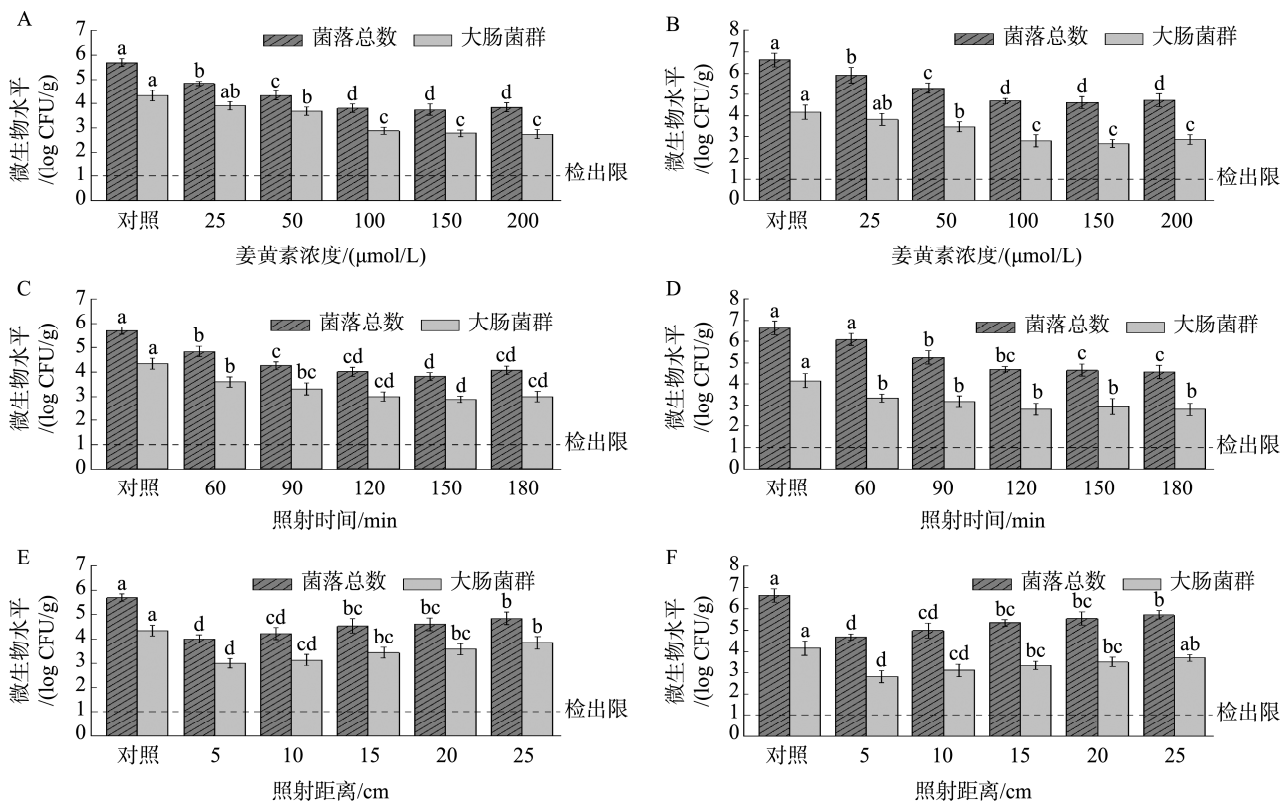 A
微生物水平
/(log CFU/g)
7
6
5
4
3
2
1
0
菌落总数 大肠菌群
a a b ab c b d c d c d c
检出限
对照 25 50 100 150 200
姜黄素浓度/(μmol/L)
B
微生物水平
/(log CFU/g)
8
7
6
5
4
3
2
1
0
菌落总数 大肠菌群
a a b ab c b d c d c d c
检出限
对照 25 50 100 150 200
姜黄素浓度/(μmol/L)
C
微生物水平
/(log CFU/g)
7
6
5
4
3
2
1
0
菌落总数 大肠菌群
a a b b c bc cd cd d d cd cd
检出限
对照 60 90 120 150 180
照射时间/min
D
微生物水平
/(log CFU/g)
8
7
6
5
4
3
2
1
0
菌落总数 大肠菌群
a a a b b b bc b c b c b
检出限
对照 60 90 120 150 180
照射时间/min
E
微生物水平
/(log CFU/g)
7
6
5
4
3
2
1
0
菌落总数 大肠菌群
a a d d cd cd bc bc bc bc b b
检出限
对照 5 10 15 20 25
照射距离/cm
F
微生物水平
/(log CFU/g)
8
7
6
5
4
3
2
1
0
菌落总数 大肠菌群
a a d d cd cd bc bc bc bc b ab
检出限
对照 5 10 15 20 25
照射距离/cm